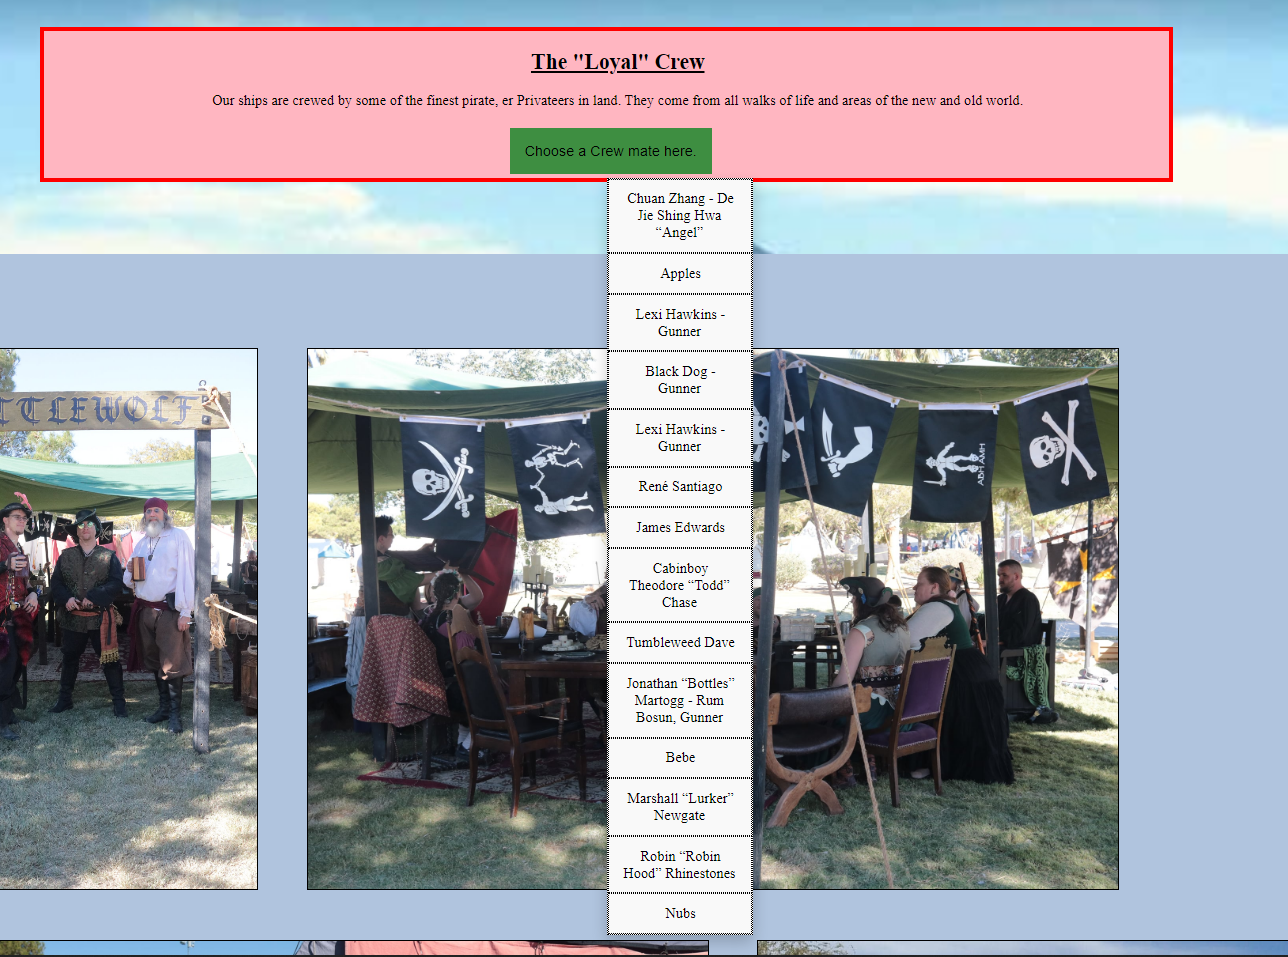 The "Loyal" Crew
Our ships are crewed by some of the finest pirate, er Privateers in land. They come from all walks of life and areas of the new and old world.
Choose a Crew mate here.
Chuan Zhang - De
Jie Shing Hwa
“Angel”
Apples
Lexi Hawkins -
Gunner
Black Dog -
Gunner
Lexi Hawkins -
Gunner
René Santiago
James Edwards
Cabinboy
Theodore “Todd”
Chase
Tumbleweed Dave
Jonathan “Bottles”
Martogg - Rum
Bosun, Gunner
Bebe
Marshall “Lurker”
Newgate
Robin “Robin
Hood” Rhinestones
Nubs
TTLEWOLF
ABH AMH